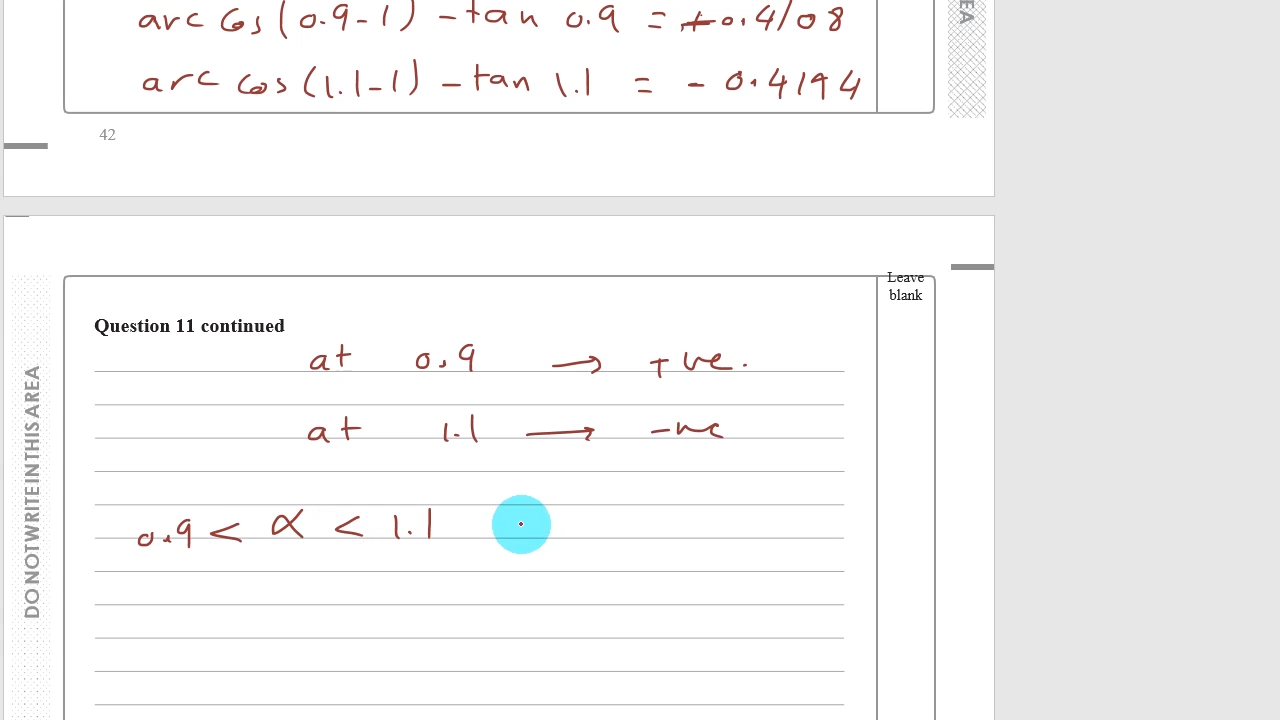 arc cos(0.9-1) - tan 0.9 = +0.4108
EA
arc cos(1.1-1) - tan 1.1 = - 0.4194
42
Leave
blank
Question 11 continued
at 0.9 → +ve.
at 1.1 → -ve
0.9 < α < 1.1
DO NOT WRITE IN THIS AREA